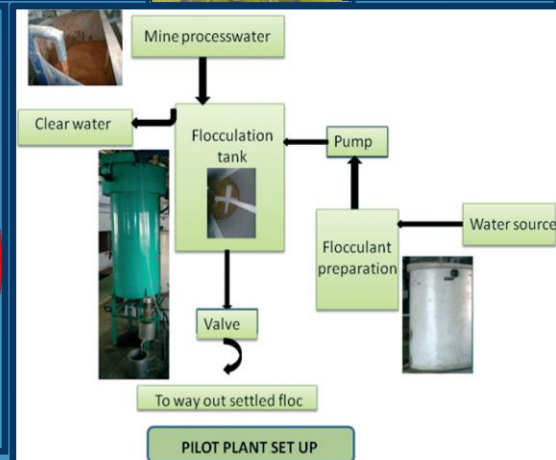 Mine processwater
Clear water
Flocculation
tank
Pump
Water source
Flocculant
preparation
Valve
To way out settled floc
PILOT PLANT SET UP